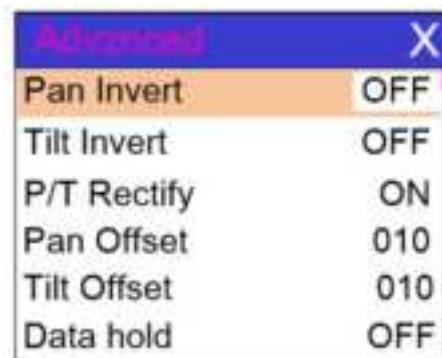 Advanced X
Pan Invert OFF
Tilt Invert OFF
P/T Rectify ON
Pan Offset 010
Tilt Offset 010
Data hold OFF